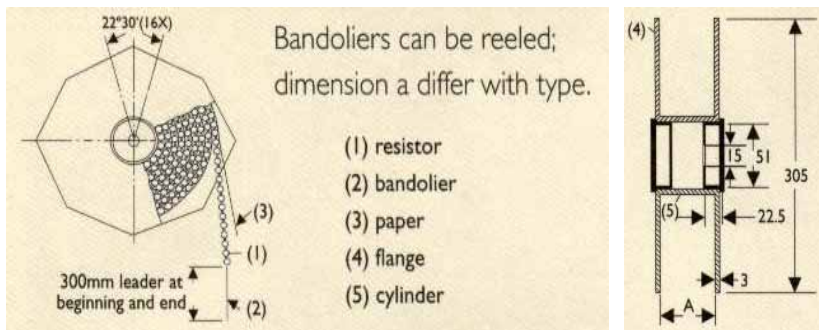 22°30'(16X)
Bandoliers can be reeled;
dimension a differ with type.
(1) resistor
(2) bandolier
(3) paper
(4) flange
(5) cylinder
(3)
(1)
300mm leader at
beginning and end
(2)
(4)
15
51
305
(5)
22.5
3
A